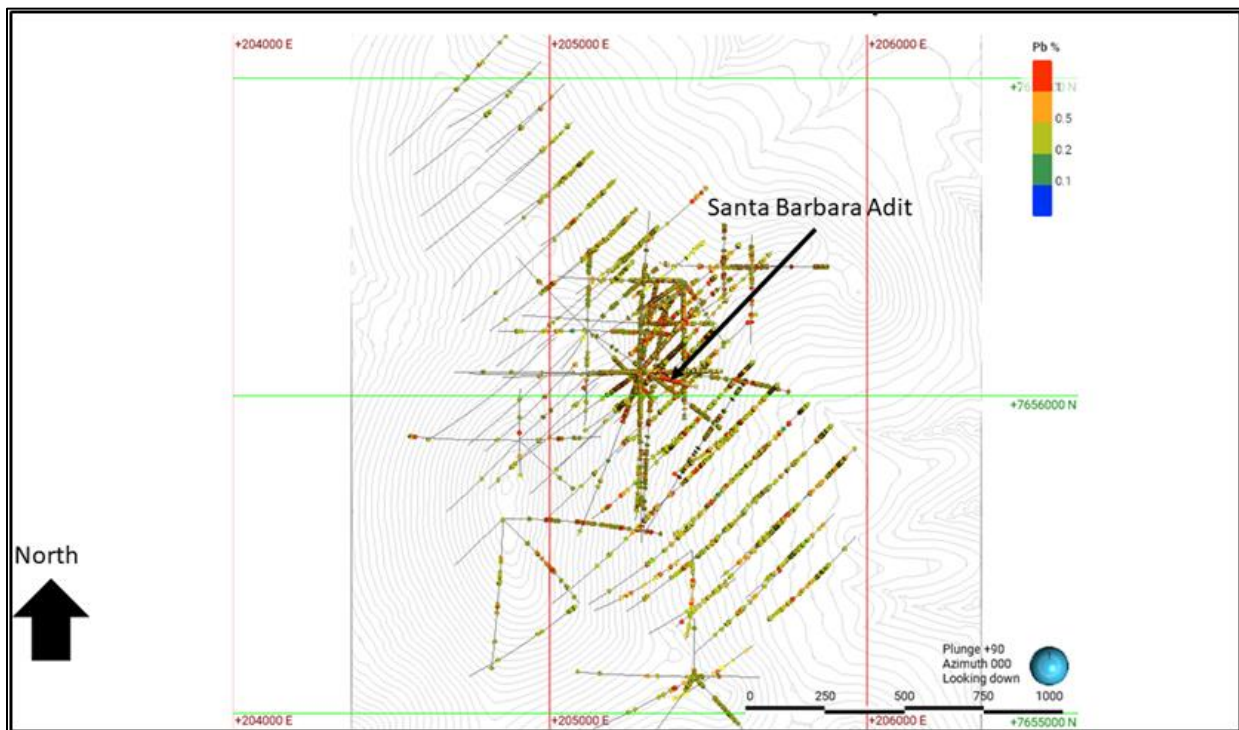 +204000 E
+205000 E
+206000 E
Pb %
1
0.5
0.2
0.1
Santa Barbara Adit
+7656000 N
North
Plunge +90
Azimuth 000
Looking down
0 250 500 750 1000
+204000 E
+205000 E
+206000 E
+7655000 N